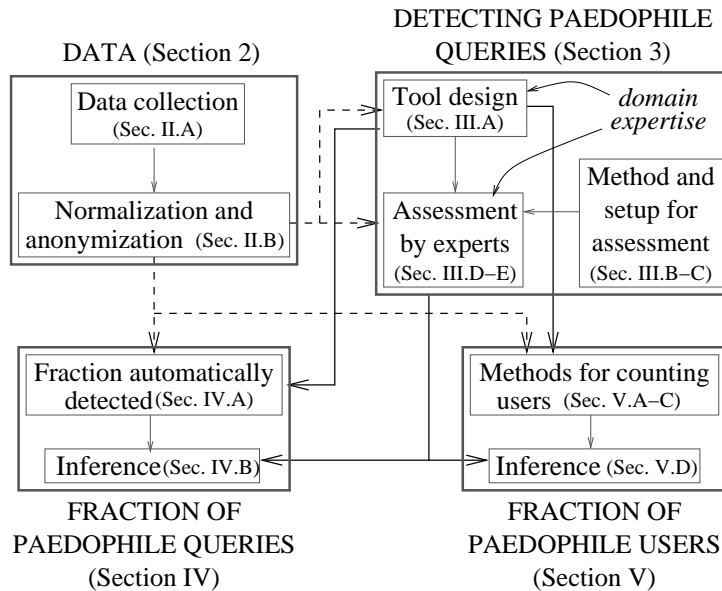 DATA (Section 2)
Data collection
(Sec. II.A)
Normalization and
anonymization (Sec. II.B)
DETECTING PAEDOPHILE
QUERIES (Section 3)
Tool design
(Sec. III.A)
domain
expertise
Assessment
by experts
(Sec. III.D–E)
Method and
setup for
assessment
(Sec. III.B–C)
Fraction automatically
detected (Sec. IV.A)
Inference (Sec. IV.B)
FRACTION OF
PAEDOPHILE QUERIES
(Section IV)
Methods for counting
users (Sec. V.A–C)
Inference (Sec. V.D)
FRACTION OF
PAEDOPHILE USERS
(Section V)